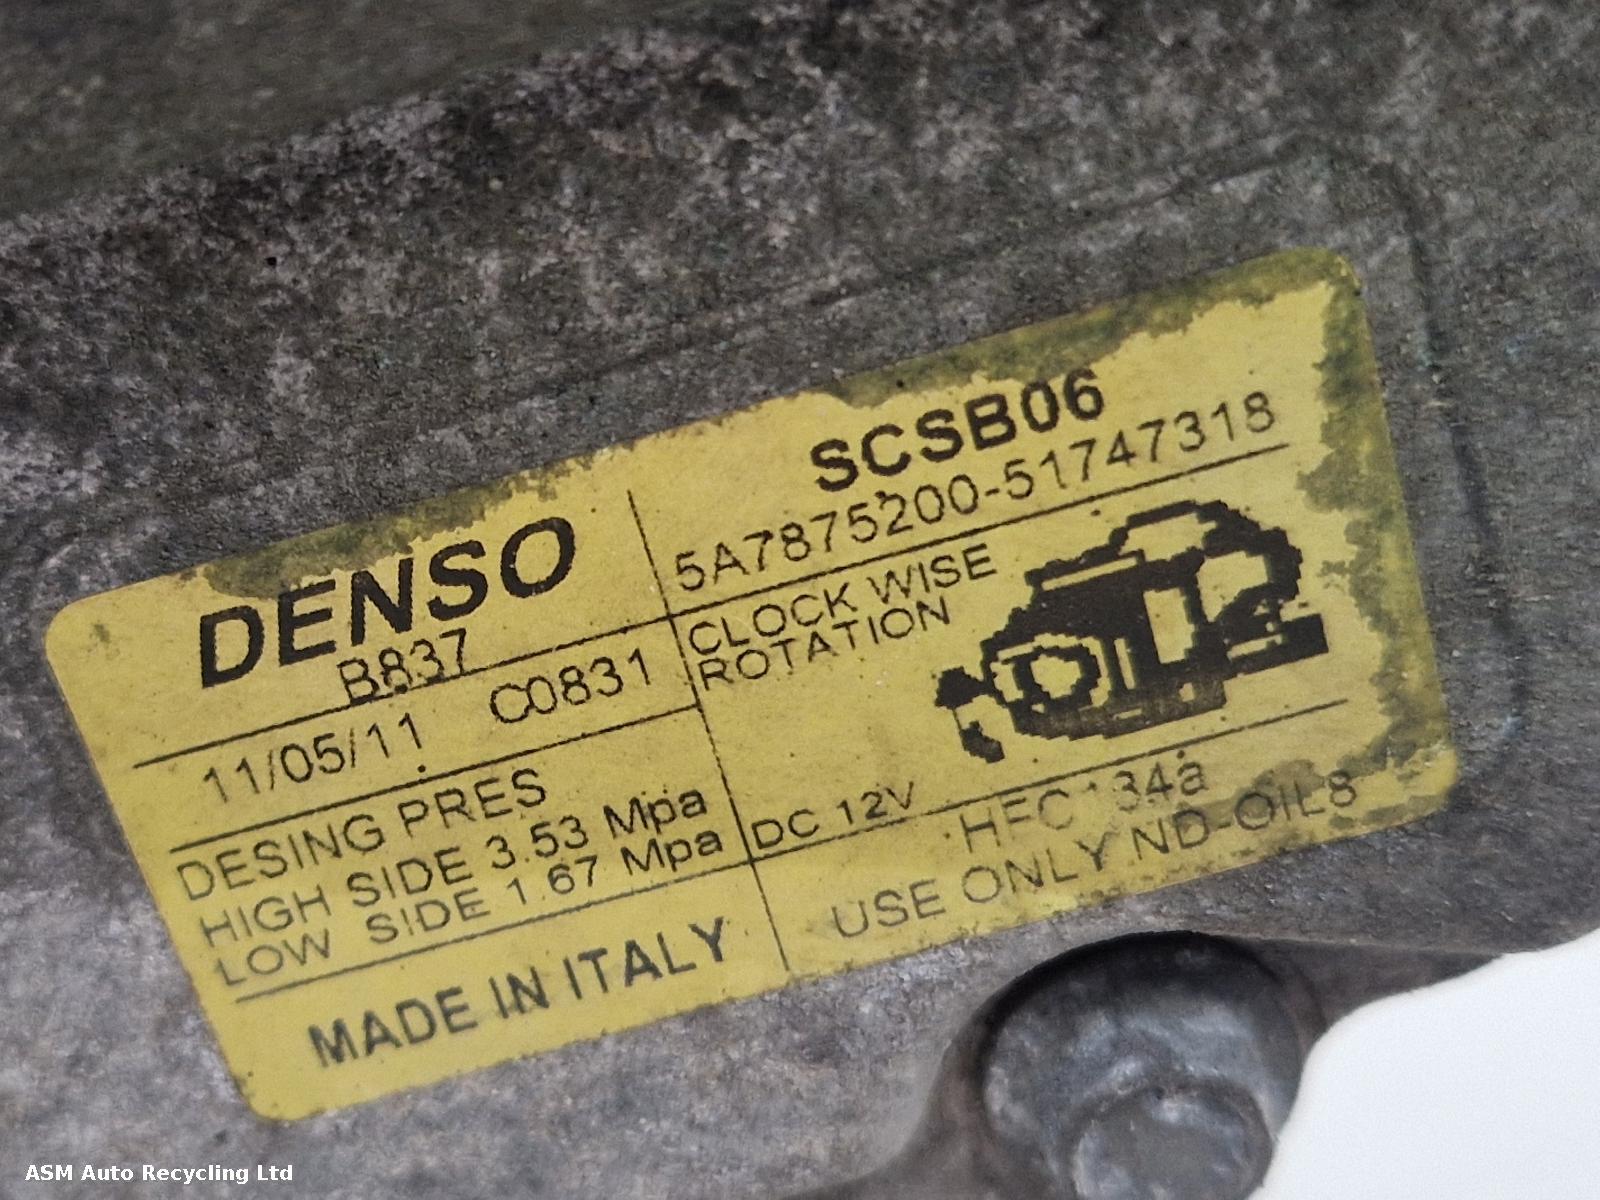 DENSO
B837
11/05/11 C0831
DESING PRES
HIGH SIDE 3.53 Mpa
LOW SIDE 1.67 Mpa
MADE IN ITALY
SCSB06
5A7875200-51747318
CLOCK WISE
ROTATION
DC 12V
HFC134a
USE ONLY ND-OIL8
ASM Auto Recycling Ltd